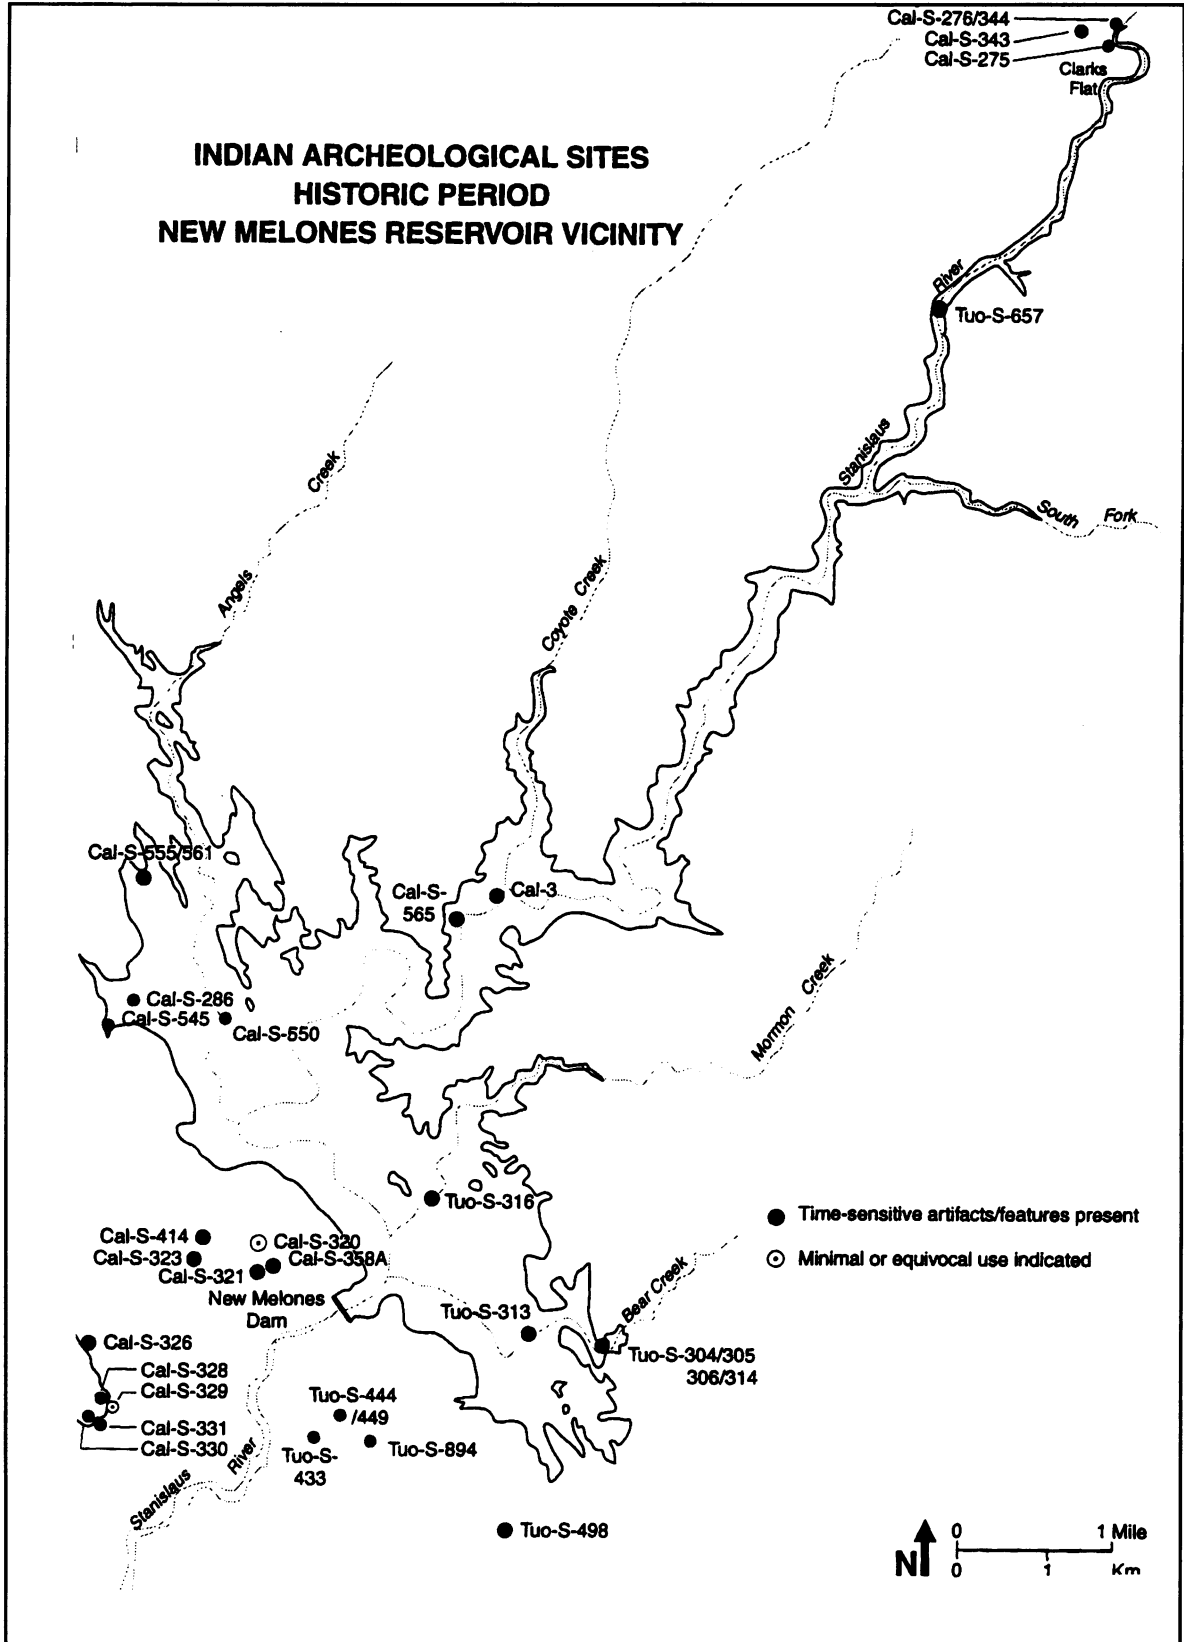 Cal-S-276/344
Cal-S-343
Cal-S-275
Clarks
Flat
INDIAN ARCHEOLOGICAL SITES
HISTORIC PERIOD
NEW MELONES RESERVOIR VICINITY
River
Tuo-S-657
Stanislaus
South Fork
Creek
Angels
Coyote Creek
Cal-S-555/561
Cal-S-
565
Cal-3
Cal-S-286
Cal-S-545
Cal-S-550
Mormon Creek
Tuo-S-316
Time-sensitive artifacts/features present
Minimal or equivocal use indicated
Cal-S-414
Cal-S-320
Cal-S-323
Cal-S-358A
Cal-S-321
New Melones
Dam
Bear Creek
Tuo-S-313
Tuo-S-304/305
306/314
Cal-S-326
Cal-S-328
Cal-S-329
Cal-S-331
Cal-S-330
Tuo-S-444
/449
Tuo-S-
433
Tuo-S-894
Stanislaus River
Tuo-S-498
N
0 1 Mile
0 1 Km